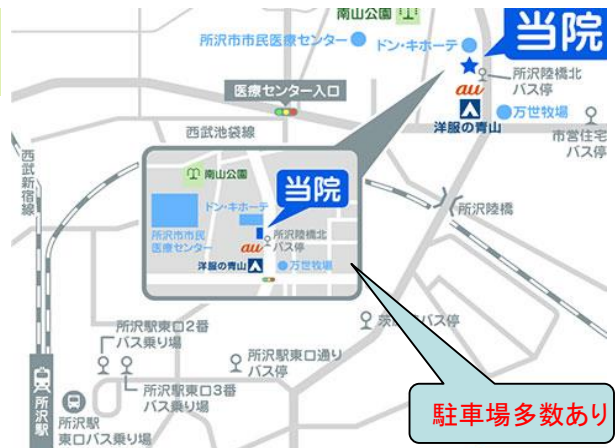 南山公園
所沢市市民医療センター
ドン・キホーテ
当院
所沢陸橋北
バス停
au
万世牧場
洋服の青山
市営住宅
バス停
医療センター入口
西武池袋線
西武新宿線
南山公園
当院
ドン・キホーテ
所沢市市民
医療センター
所沢陸橋北
バス停
au
洋服の青山
万世牧場
所沢陸橋
所沢駅東口2番
バス乗り場
所沢駅東口通り
バス停
バス停
所沢駅東口3番
バス乗り場
所沢駅
所沢駅
東口バス乗り場
駐車場多数あり